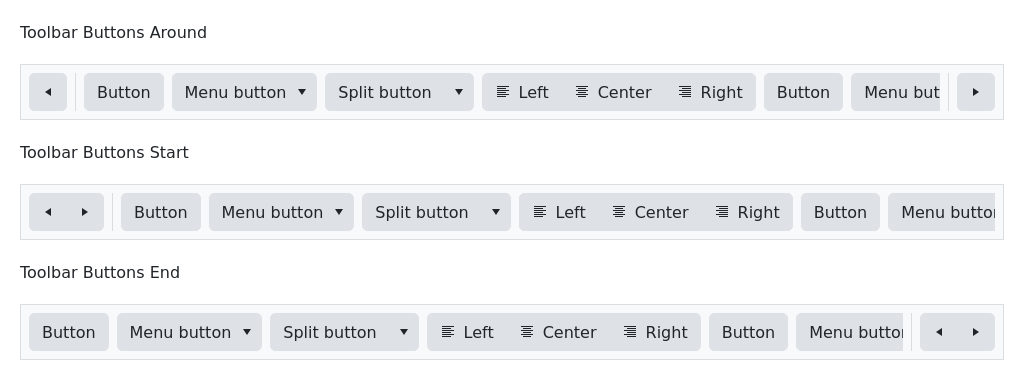 Toolbar Buttons Around
Button Menu button Split button Left Center Right Button Menu but
Toolbar Buttons Start
Button Menu button Split button Left Center Right Button Menu button
Toolbar Buttons End
Button Menu button Split button Left Center Right Button Menu button